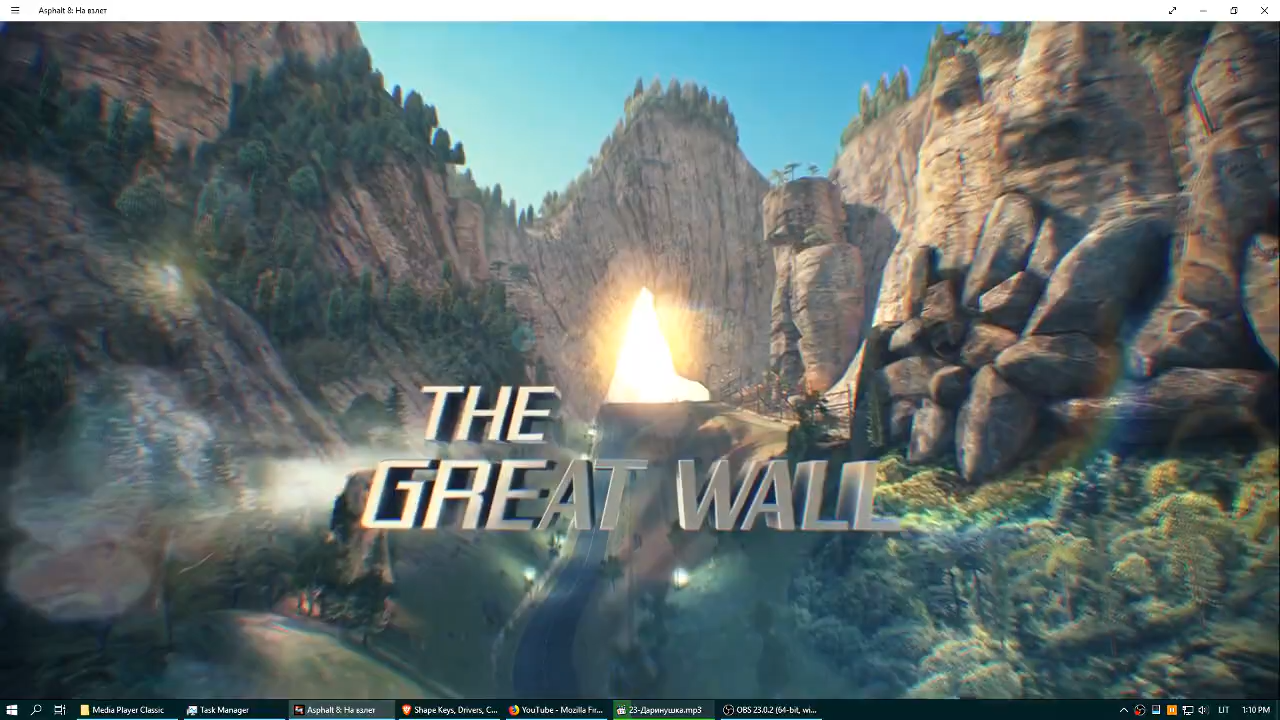 Asphalt 8: На взлет
THE
GREAT WALL
Media Player Classic
Task Manager
Asphalt 8: На взлет
Shape Keys, Drivers, C...
YouTube - Mozilla Fir...
23-Даринушка.mp3
OBS 23.0.2 (64-bit, wi...
LIT
1:10 PM